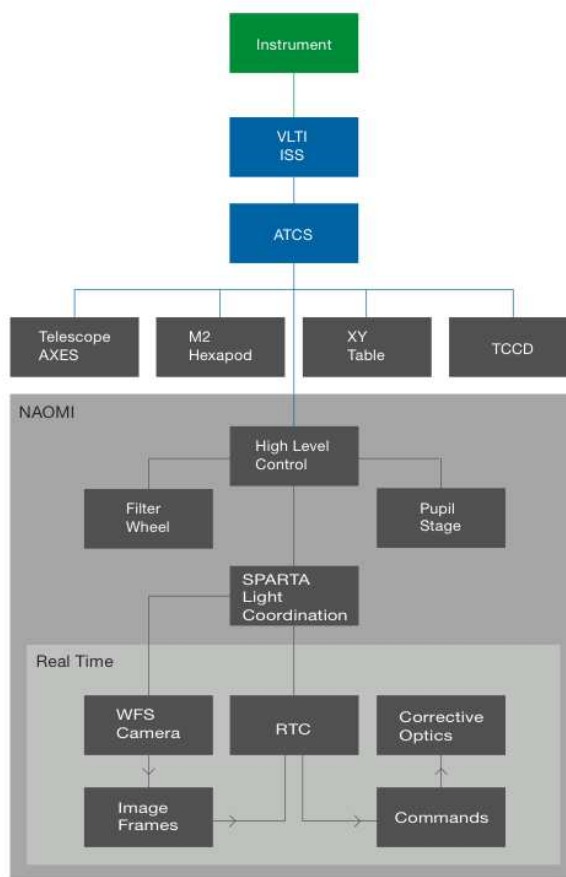 Instrument
VLTI
ISS
ATCS
Telescope
AXES
M2
Hexapod
XY
Table
TCCD
NAOMI
High Level
Control
Filter
Wheel
Pupil
Stage
SPARTA
Light
Coordination
Real Time
WFS
Camera
RTC
Corrective
Optics
Image
Frames
Commands